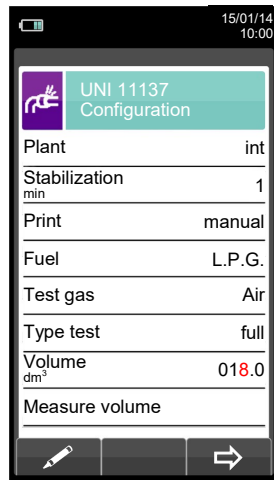 15/01/14
10:00
UNI 11137
Configuration
Plant int
Stabilization
min 1
Print manual
Fuel L.P.G.
Test gas Air
Type test full
Volume
dm³ 018.0
Measure volume